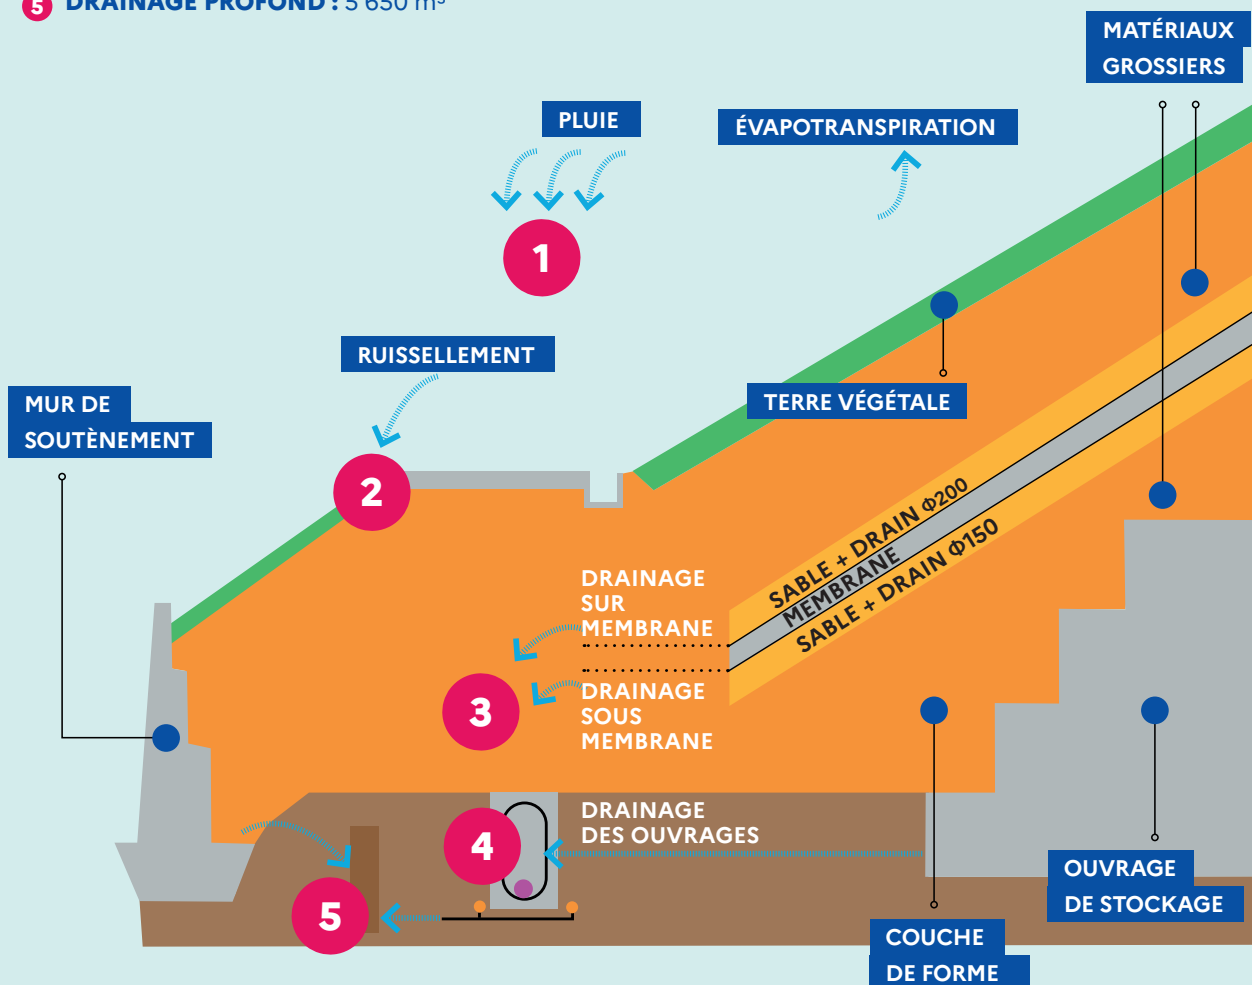 5 DRAINAGE PROFOND : 5 650 m³
MATÉRIAUX
GROSSIERS
PLUIE
ÉVAPOTRANSPIRATION
1
RUISSELLEMENT
MUR DE
SOUTÈNEMENT
TERRE VÉGÉTALE
2
SABLE + DRAIN Φ200
MEMBRANE
SABLE + DRAIN Φ150
DRAINAGE
SUR
MEMBRANE
3
DRAINAGE
SOUS
MEMBRANE
4
DRAINAGE
DES OUVRAGES
5
OUVRAGE
DE STOCKAGE
COUCHE
DE FORME